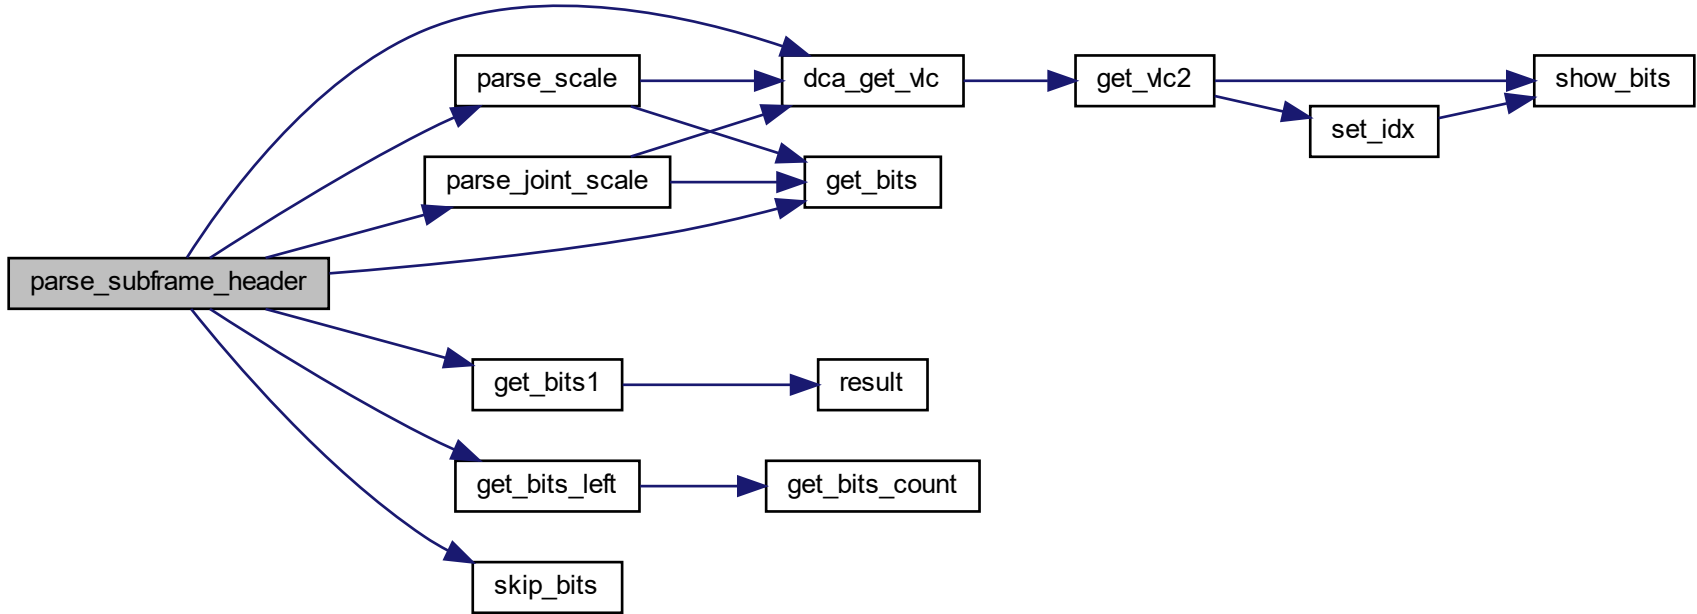 parse_scale
dca_get_vlc
get_vlc2
show_bits
set_idx
parse_joint_scale
get_bits
parse_subframe_header
get_bits1
result
get_bits_left
get_bits_count
skip_bits